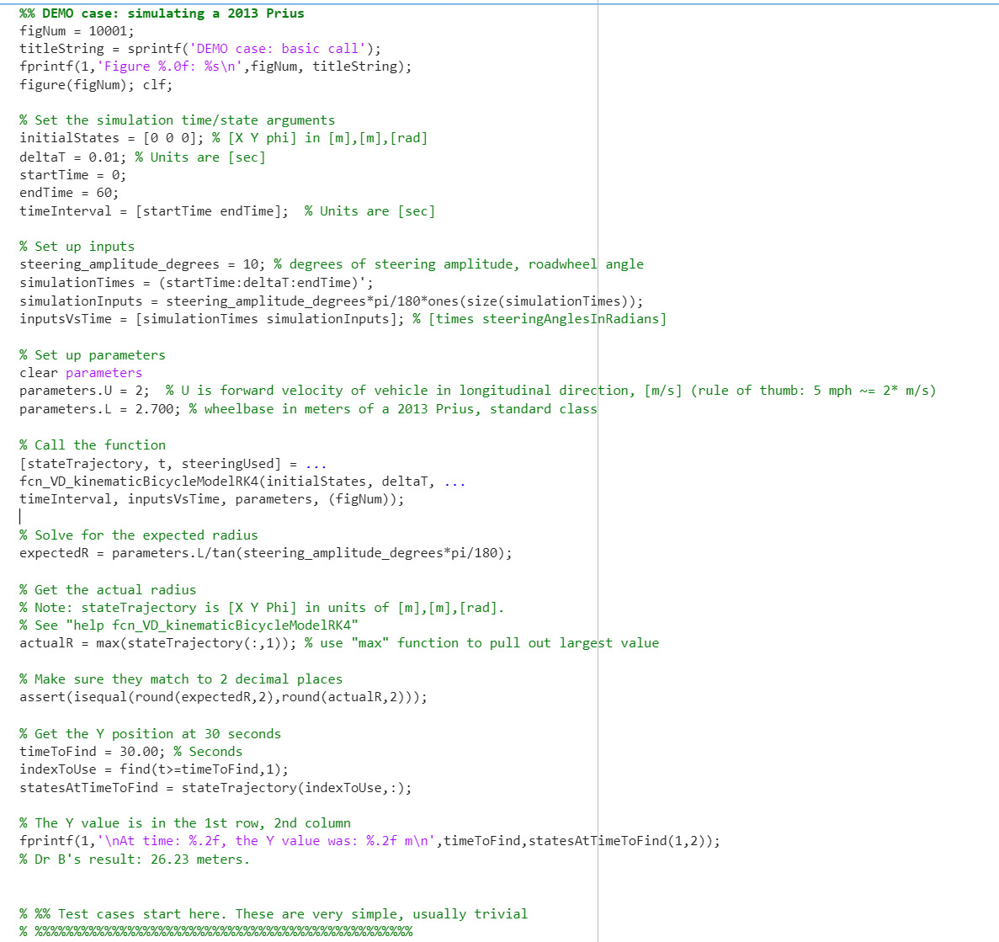 %% DEMO case: simulating a 2013 Prius
figNum = 10001;
titleString = sprintf('DEMO case: basic call');
fprintf(1,'Figure %.0f: %s\n',figNum, titleString);
figure(figNum); clf;
% Set the simulation time/state arguments
initialStates = [0 0 0]; % [X Y phi] in [m],[m],[rad]
deltaT = 0.01; % Units are [sec]
startTime = 0;
endTime = 60;
timeInterval = [startTime endTime];  % Units are [sec]
% Set up inputs
steering_amplitude_degrees = 10; % degrees of steering amplitude, roadwheel angle
simulationTimes = (startTime:deltaT:endTime)';
simulationInputs = steering_amplitude_degrees*pi/180*ones(size(simulationTimes));
inputsVsTime = [simulationTimes simulationInputs]; % [times steeringAnglesInRadians]
% Set up parameters
clear parameters
parameters.U = 2;  % U is forward velocity of vehicle in longitudinal direction, [m/s] (rule of thumb: 5 mph ~= 2* m/s)
parameters.L = 2.700; % wheelbase in meters of a 2013 Prius, standard class
% Call the function
[stateTrajectory, t, steeringUsed] = ...
fcn_VD_kinematicBicycleModelRK4(initialStates, deltaT, ...
timeInterval, inputsVsTime, parameters, (figNum));
% Solve for the expected radius
expectedR = parameters.L/tan(steering_amplitude_degrees*pi/180);
% Get the actual radius
% Note: stateTrajectory is [X Y Phi] in units of [m],[m],[rad].
% See "help fcn_VD_kinematicBicycleModelRK4"
actualR = max(stateTrajectory(:,1)); % use "max" function to pull out largest value
% Make sure they match to 2 decimal places
assert(isequal(round(expectedR,2),round(actualR,2)));
% Get the Y position at 30 seconds
timeToFind = 30.00; % Seconds
indexToUse = find(t>=timeToFind,1);
statesAtTimeToFind = stateTrajectory(indexToUse,:);
% The Y value is in the 1st row, 2nd column
fprintf(1,'\nAt time: %.2f, the Y value was: %.2f m\n',timeToFind,statesAtTimeToFind(1,2));
% Dr B's result: 26.23 meters.
% %% Test cases start here. These are very simple, usually trivial
% %%%%%%%%%%%%%%%%%%%%%%%%%%%%%%%%%%%%%%%%%%%%%%%%%